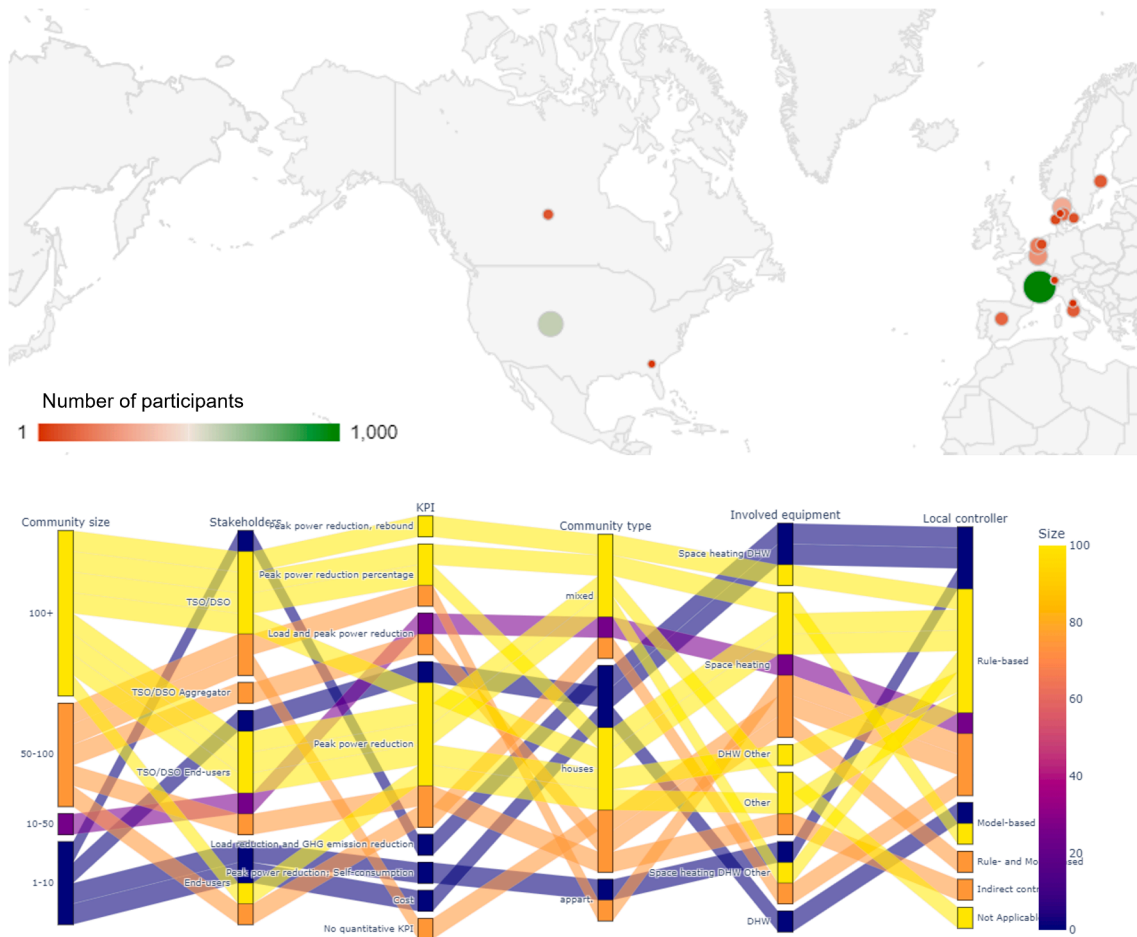 Number of participants
1
1,000
Community size
Stakeholders
KPI
Community type
Involved equipment
Local controller
Size
100+
50-100
10-50
1-10
TSO/DSO
TSO/DSO Aggregator
TSO/DSO End-users
End-users
Peak power reduction, rebound
Peak power reduction percentage
Load and peak power reduction
Peak power reduction
Load reduction and GHG emission reduction
Peak power reduction, Self-consumption
Cost
No quantitative KPI
mixed
houses
appart.
Space heating DHW
Space heating
DHW Other
Other
Space heating DHW Other
DHW
Rule-based
Model-based
Rule- and Mo
sed
Indirect cont
Not Applicabl
100
80
60
40
20
0